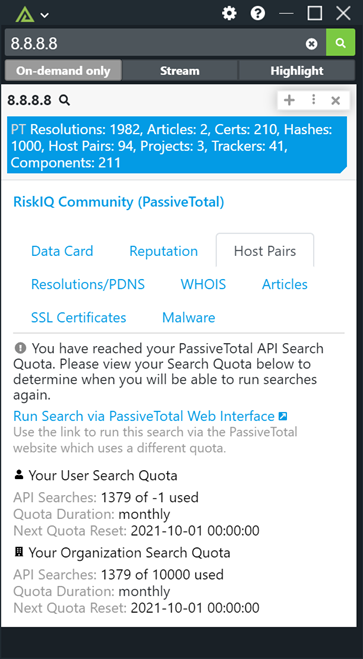 8.8.8.8
On-demand only
Stream
Highlight
8.8.8.8
PT Resolutions: 1982, Articles: 2, Certs: 210, Hashes:
1000, Host Pairs: 94, Projects: 3, Trackers: 41,
Components: 211
RiskIQ Community (PassiveTotal)
Data Card
Reputation
Host Pairs
Resolutions/PDNS
WHOIS
Articles
SSL Certificates
Malware
You have reached your PassiveTotal API Search
Quota. Please view your Search Quota below to
determine when you will be able to run searches
again.
Run Search via PassiveTotal Web Interface
Use the link to run this search via the PassiveTotal
website which uses a different quota.
Your User Search Quota
API Searches: 1379 of -1 used
Quota Duration: monthly
Next Quota Reset: 2021-10-01 00:00:00
Your Organization Search Quota
API Searches: 1379 of 10000 used
Quota Duration: monthly
Next Quota Reset: 2021-10-01 00:00:00